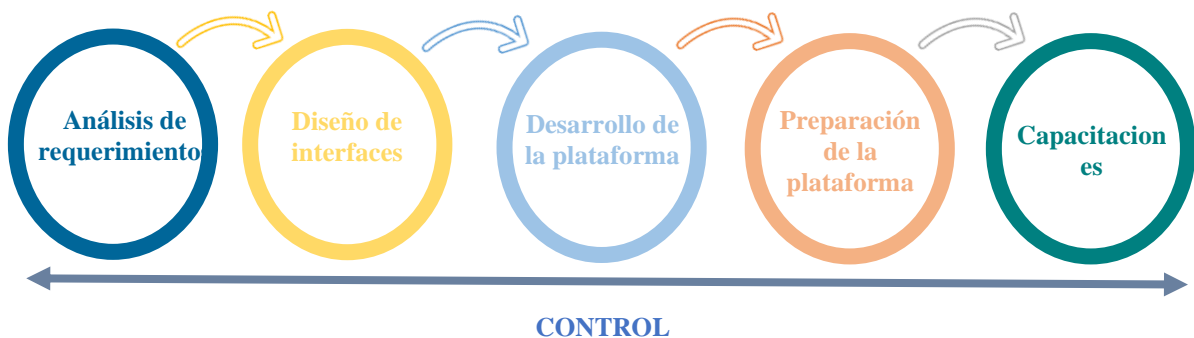 Análisis de
requerimiento
Diseño de
interfaces
Desarrollo de
la plataforma
Preparación
de la
plataforma
Capacitacion
es
CONTROL